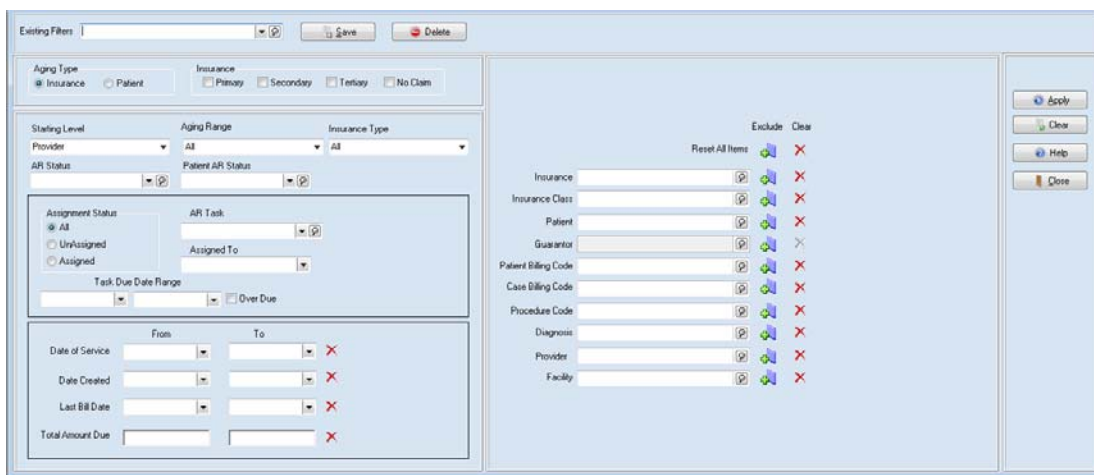 Existing Filters Save Delete
Aging Type Insurance
Insurance Patient Primary Secondary Tertiary No Claim
Starting Level Aging Range Insurance Type
Provider All All
AR Status Patient AR Status
Assignment Status AR Task
All
UnAssigned Assigned To
Assigned
Task Due Date Range
Over Due
From To
Date of Service
Date Created
Last Bill Date
Total Amount Due
Exclude Clear
Reset All Items
Insurance
Insurance Class
Patient
Guarantor
Patient Billing Code
Case Billing Code
Procedure Code
Diagnosis
Provider
Facility
Apply
Clear
Help
Close